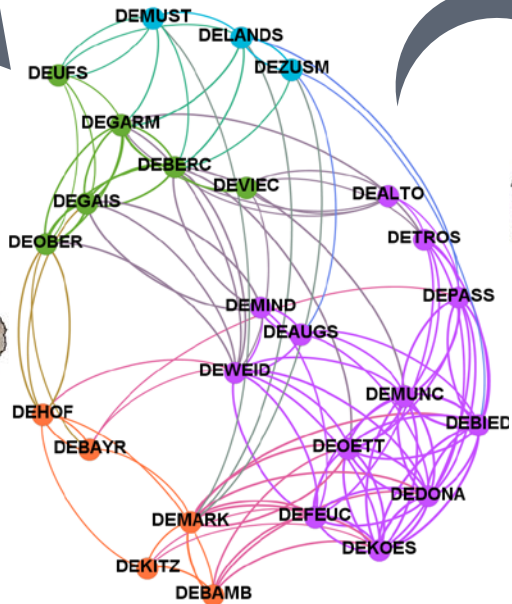 DEMUST
DELANDS
DEZUSM
DEUFS
DEGARM
DEBERC
DEVIEC
DEALTO
DEGAIS
DETROS
DEOBER
DEPASS
DEMIND
DEAUGS
DEWEID
DEMUNC
DEHOF
DEBIED
DEBAYR
DEOETT
DEDONA
DEFEUC
DEMARK
DEKOES
DEKITZ
DEBAMB